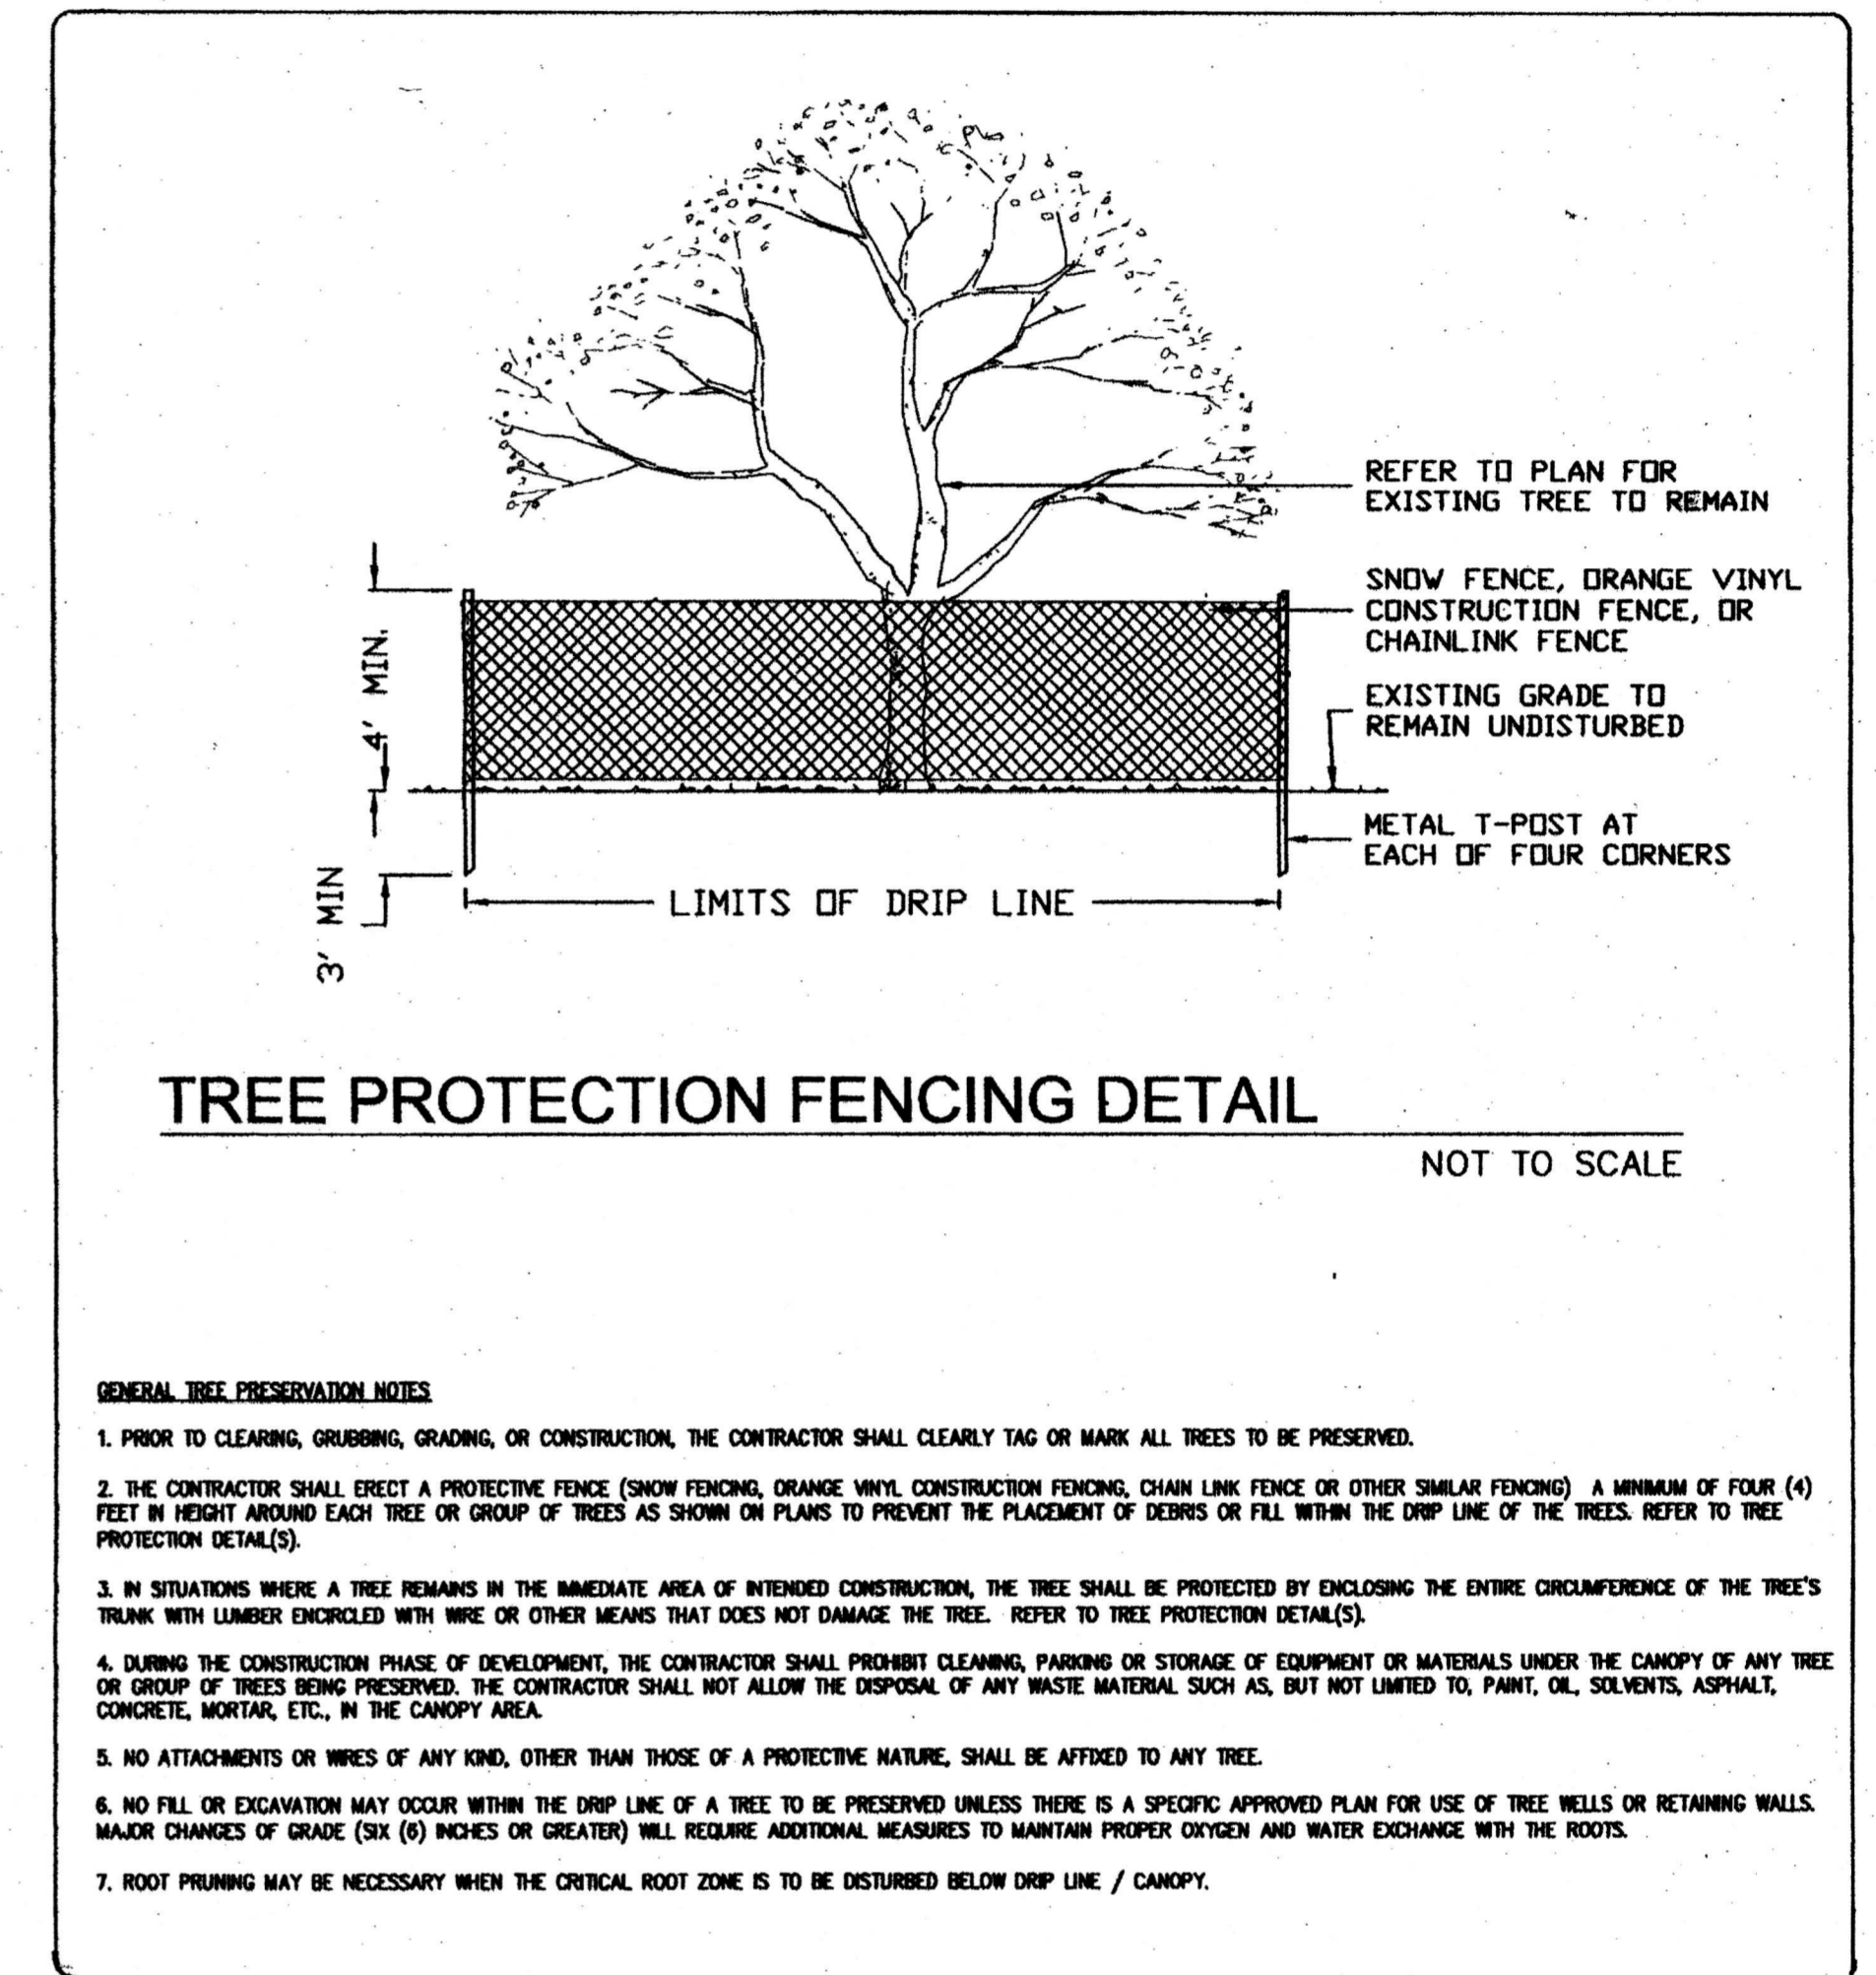 REFER TO PLAN FOR
EXISTING TREE TO REMAIN
SNOW FENCE, ORANGE VINYL
CONSTRUCTION FENCE, OR
CHAINLINK FENCE
4' MIN.
EXISTING GRADE TO
REMAIN UNDISTURBED
METAL T-POST AT
EACH OF FOUR CORNERS
3' MIN
LIMITS OF DRIP LINE
TREE PROTECTION FENCING DETAIL
NOT TO SCALE
GENERAL TREE PRESERVATION NOTES
1. PRIOR TO CLEARING, GRUBBING, GRADING, OR CONSTRUCTION, THE CONTRACTOR SHALL CLEARLY TAG OR MARK ALL TREES TO BE PRESERVED.
2. THE CONTRACTOR SHALL ERECT A PROTECTIVE FENCE (SNOW FENCING, ORANGE VINYL CONSTRUCTION FENCING, CHAIN LINK FENCE OR OTHER SIMILAR FENCING) A MINIMUM OF FOUR (4)
FEET IN HEIGHT AROUND EACH TREE OR GROUP OF TREES AS SHOWN ON PLANS TO PREVENT THE PLACEMENT OF DEBRIS OR FILL WITHIN THE DRIP LINE OF THE TREES. REFER TO TREE
PROTECTION DETAIL(S).
3. IN SITUATIONS WHERE A TREE REMAINS IN THE IMMEDIATE AREA OF INTENDED CONSTRUCTION, THE TREE SHALL BE PROTECTED BY ENCLOSING THE ENTIRE CIRCUMFERENCE OF THE TREE'S
TRUNK WITH LUMBER ENCIRCLED WITH WIRE OR OTHER MEANS THAT DOES NOT DAMAGE THE TREE. REFER TO TREE PROTECTION DETAIL(S).
4. DURING THE CONSTRUCTION PHASE OF DEVELOPMENT, THE CONTRACTOR SHALL PROHIBIT CLEANING, PARKING OR STORAGE OF EQUIPMENT OR MATERIALS UNDER THE CANOPY OF ANY TREE
OR GROUP OF TREES BEING PRESERVED. THE CONTRACTOR SHALL NOT ALLOW THE DISPOSAL OF ANY WASTE MATERIAL SUCH AS, BUT NOT LIMITED TO, PAINT, OIL, SOLVENTS, ASPHALT,
CONCRETE, MORTAR, ETC., IN THE CANOPY AREA.
5. NO ATTACHMENTS OR WIRES OF ANY KIND, OTHER THAN THOSE OF A PROTECTIVE NATURE, SHALL BE AFFIXED TO ANY TREE.
6. NO FILL OR EXCAVATION MAY OCCUR WITHIN THE DRIP LINE OF A TREE TO BE PRESERVED UNLESS THERE IS A SPECIFIC APPROVED PLAN FOR USE OF TREE WELLS OR RETAINING WALLS.
MAJOR CHANGES OF GRADE (SIX (6) INCHES OR GREATER) WILL REQUIRE ADDITIONAL MEASURES TO MAINTAIN PROPER OXYGEN AND WATER EXCHANGE WITH THE ROOTS.
7. ROOT PRUNING MAY BE NECESSARY WHEN THE CRITICAL ROOT ZONE IS TO BE DISTURBED BELOW DRIP LINE / CANOPY.